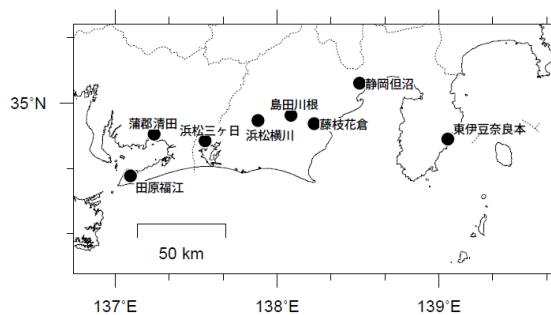 静岡但沼
35°N
島田川根
蒲郡清田
浜松三ヶ日
浜松横川
藤枝花倉
東伊豆奈良本
田原福江
50 km
137°E
138°E
139°E